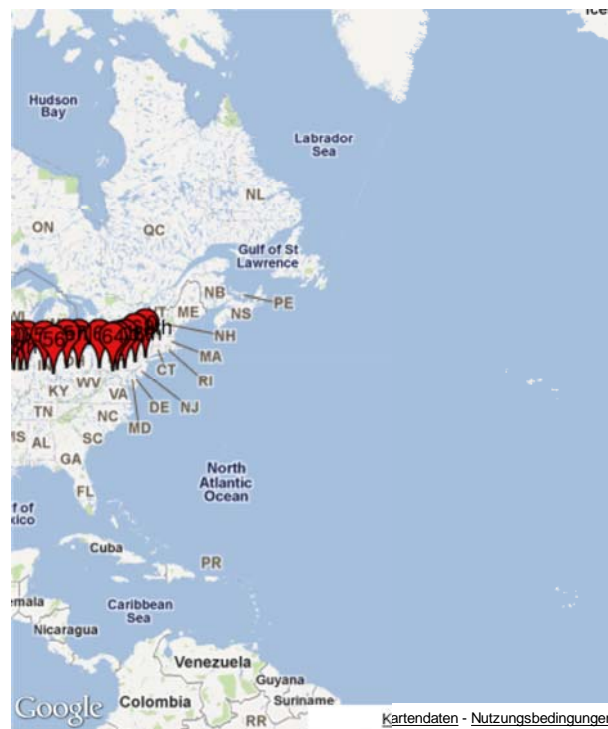 Hudson
Bay
Labrador
Sea
NL
ON
QC
Gulf of St
Lawrence
NB
PE
ME
NS
NH
MA
CT
RI
KY
WV
VA
DE
NJ
TN
NC
MD
AL
SC
GA
FL
North
Atlantic
Ocean
Cuba
PR
Caribbean
Sea
Nicaragua
Venezuela
Guyana
Colombia
Suriname
RR
Google
Kartendaten - Nutzungsbedingungen